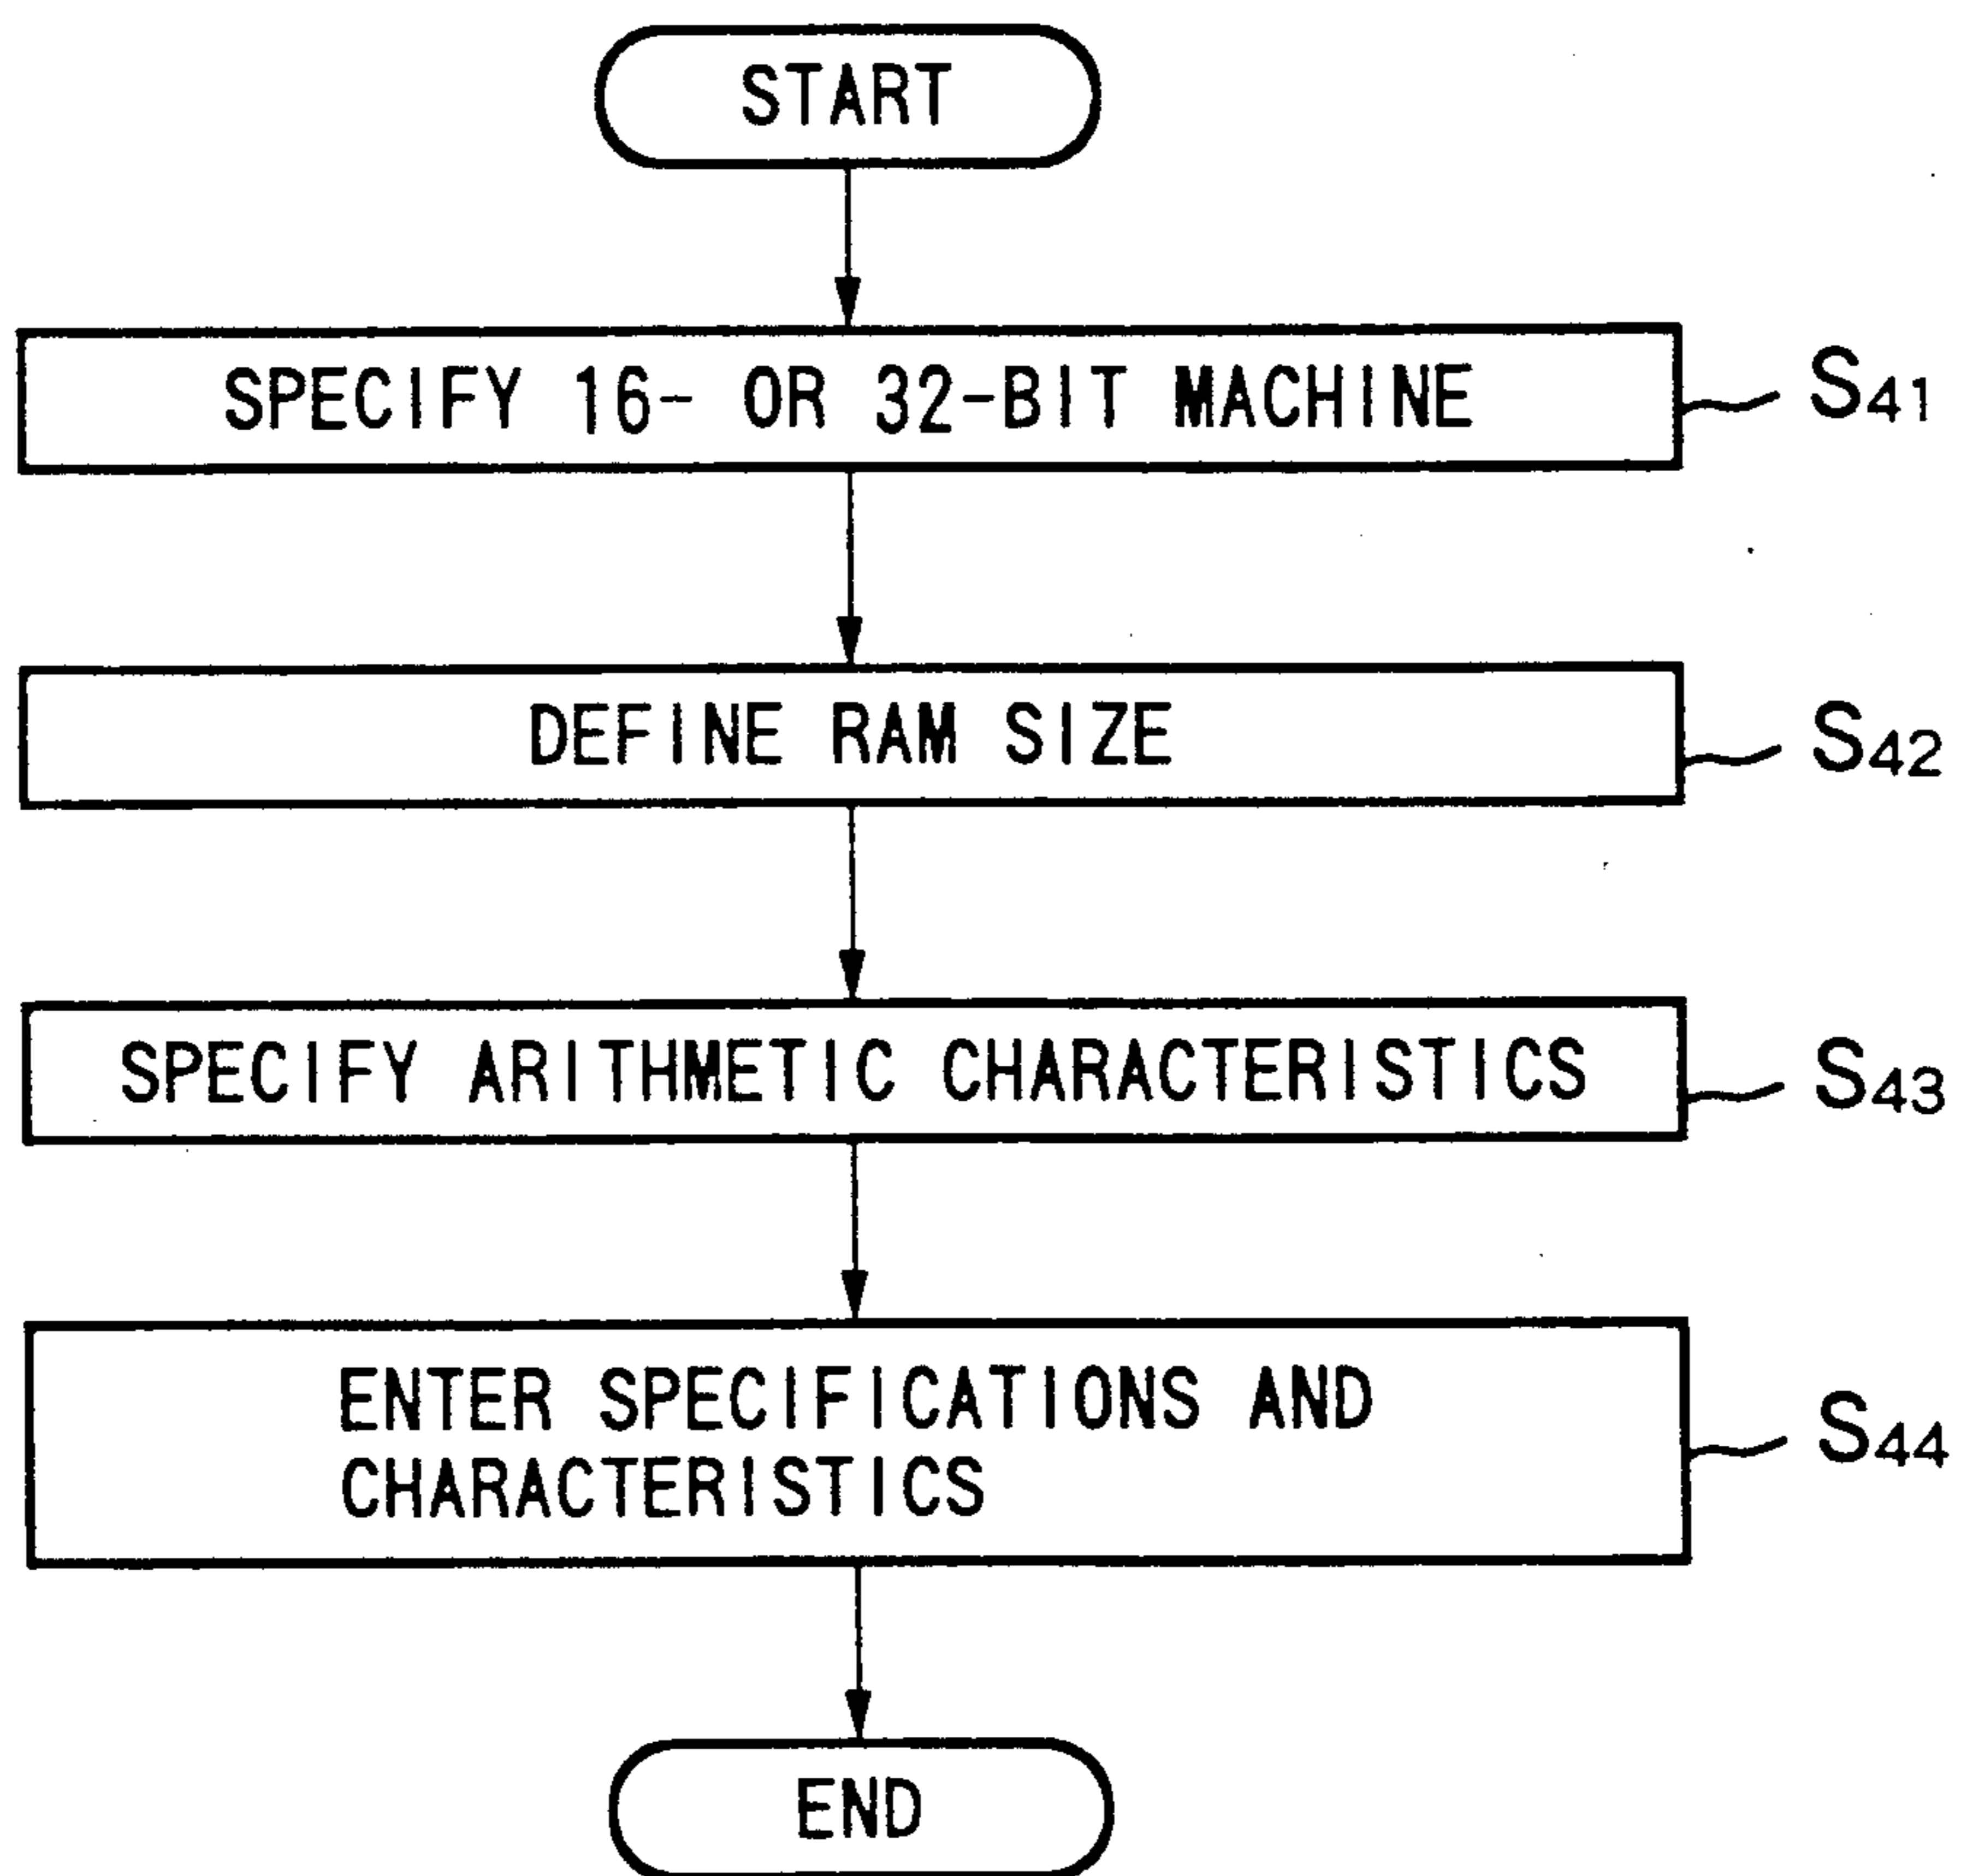 START
SPECIFY 16- OR 32-BIT MACHINE
S41
DEFINE RAM SIZE
S42
SPECIFY ARITHMETIC CHARACTERISTICS
S43
ENTER SPECIFICATIONS AND
CHARACTERISTICS
S44
END